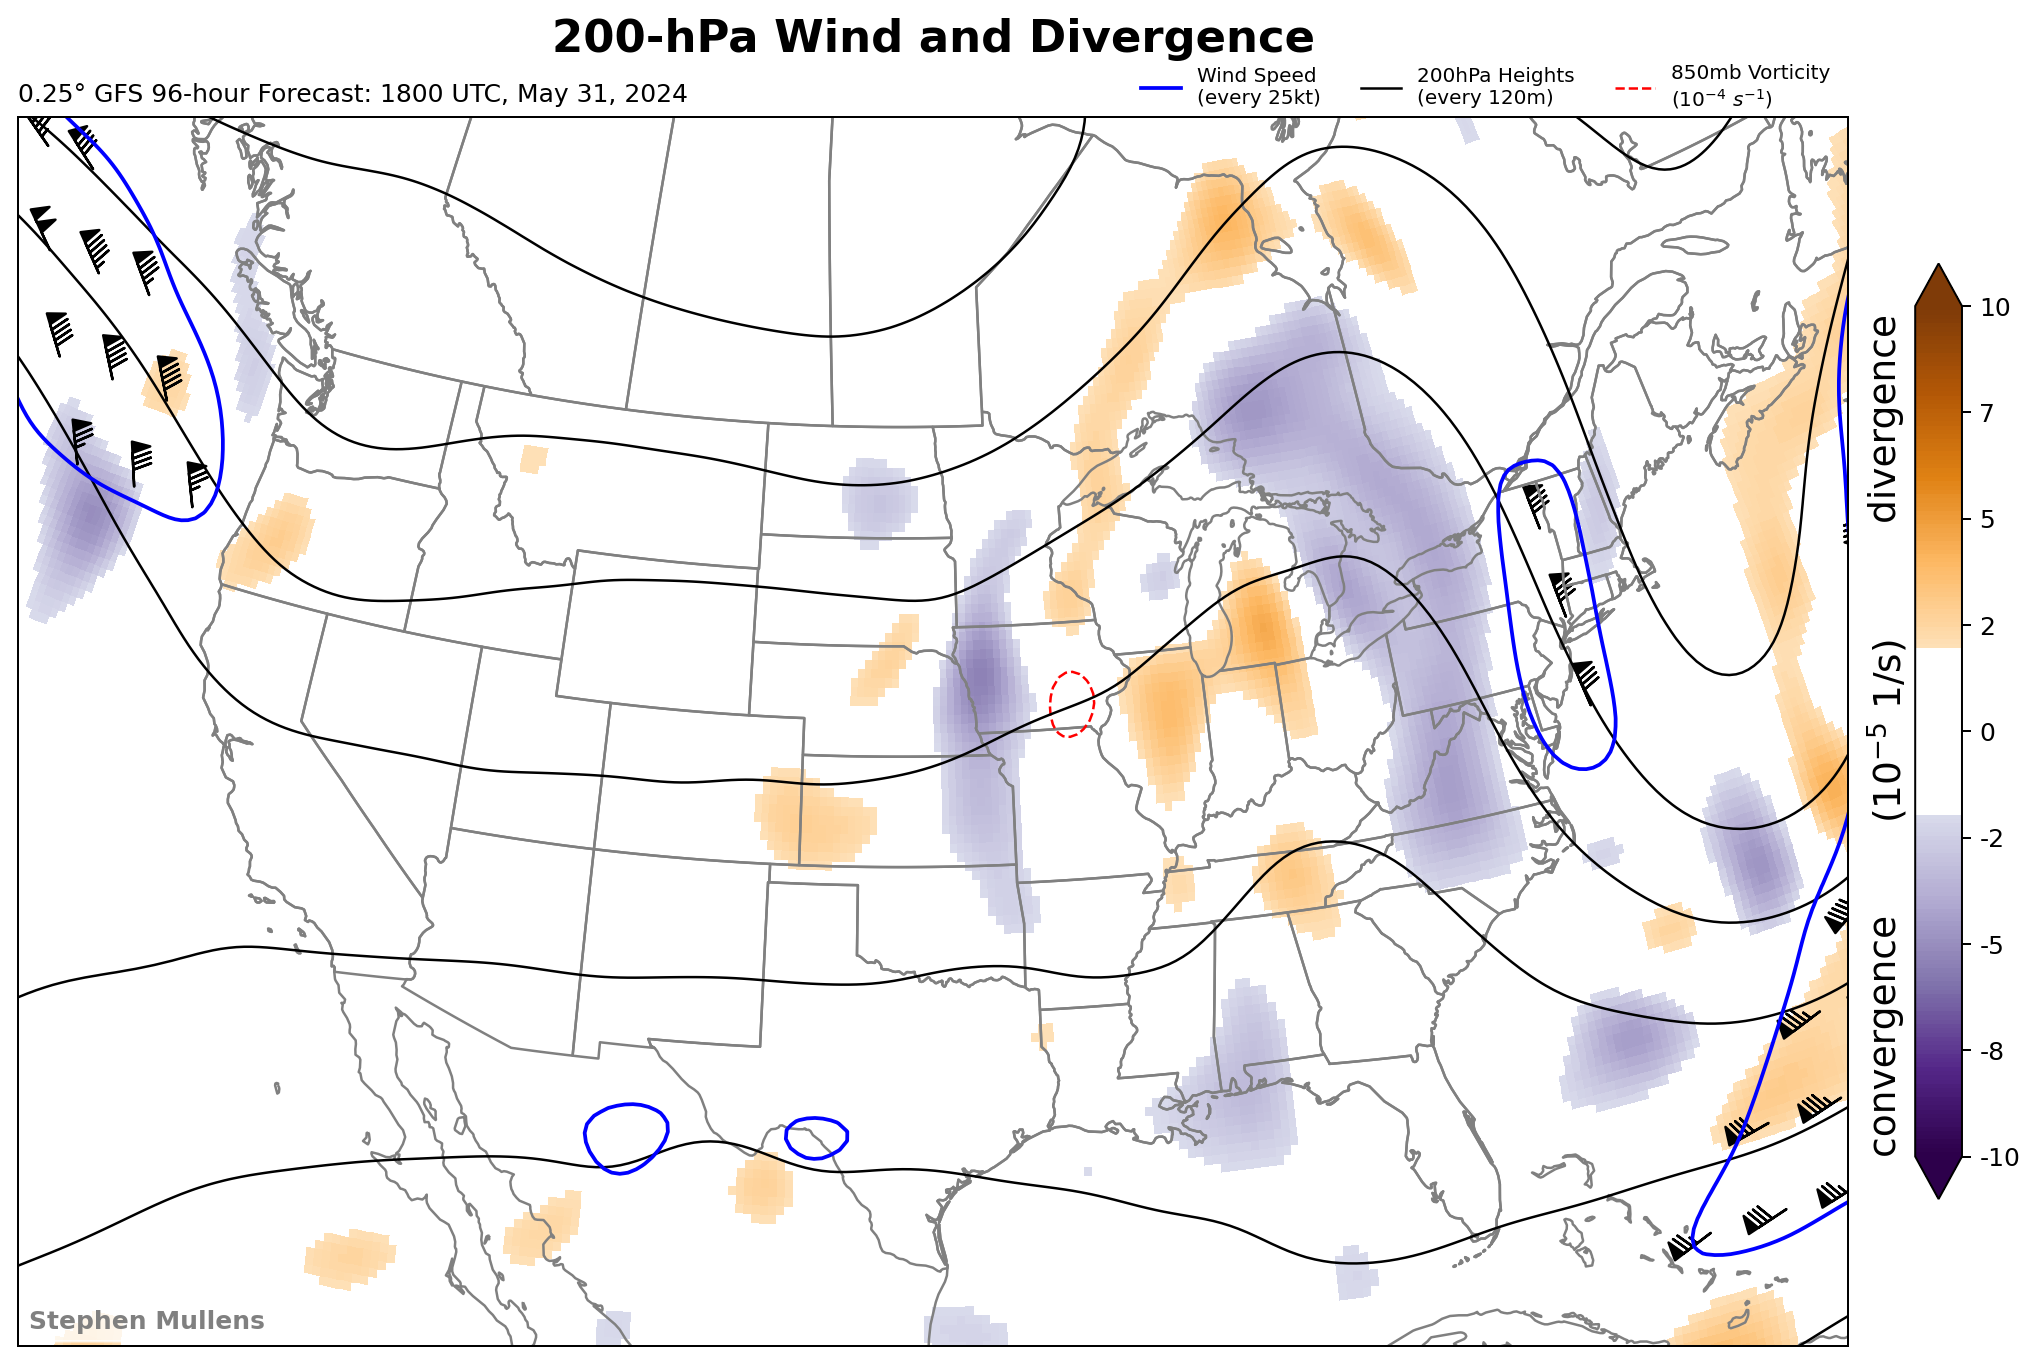 200-hPa Wind and Divergence
0.25° GFS 96-hour Forecast: 1800 UTC, May 31, 2024
Wind Speed
(every 25kt)
200hPa Heights
(every 120m)
850mb Vorticity
(10⁻⁴ s⁻¹)
10
7
5
2
0
-2
-5
-8
-10
convergence (10⁻⁵ 1/s) divergence
Stephen Mullens